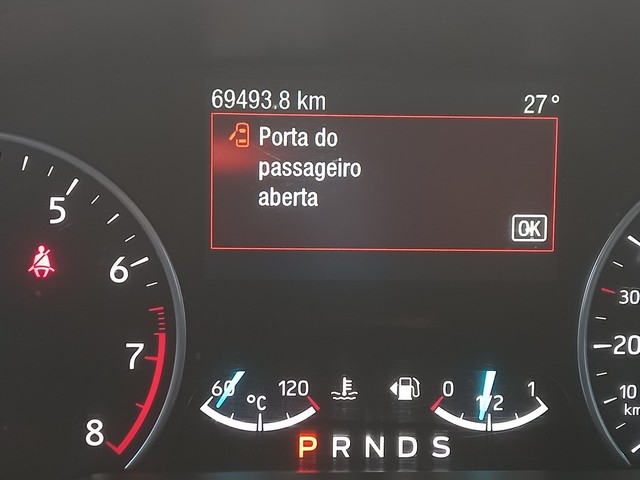 69493.8 km 27°
Porta do
passageiro
aberta
OK
5
6
7
8
60 °C 120
0 1/2 1
P R N D S
30
20
10
km